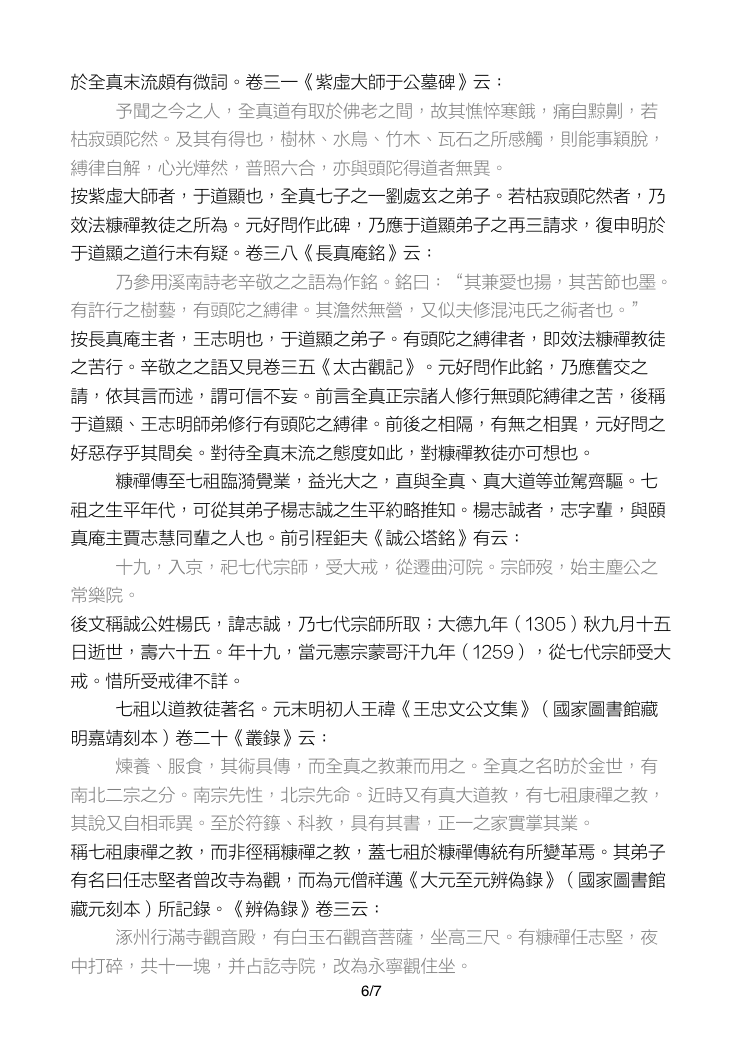 於全真末流頗有微詞。卷三一《紫虛大師于公墓碑》云：
予聞之今之人，全真道有取於佛老之間，故其憔悴寒餓，痛自黥劓，若
枯寂頭陀然。及其有得也，樹林、水鳥、竹木、瓦石之所感觸，則能事穎脫，
縛律自解，心光燁然，普照六合，亦與頭陀得道者無異。
按紫虛大師者，于道顯也，全真七子之一劉處玄之弟子。若枯寂頭陀然者，乃
效法糠禪教徒之所為。元好問作此碑，乃應于道顯弟子之再三請求，復申明於
于道顯之道行未有疑。卷三八《長真庵銘》云：
乃參用溪南詩老辛敬之之語為作銘。銘曰：“其兼愛也揚，其苦節也墨。
有許行之樹藝，有頭陀之縛律。其澹然無營，又似夫修混沌氏之術者也。”
按長真庵主者，王志明也，于道顯之弟子。有頭陀之縛律者，即效法糠禪教徒
之苦行。辛敬之之語又見卷三五《太古觀記》。元好問作此銘，乃應舊交之
請，依其言而述，謂可信不妄。前言全真正宗諸人修行無頭陀縛律之苦，後稱
于道顯、王志明師弟修行有頭陀之縛律。前後之相隔，有無之相異，元好問之
好惡存乎其間矣。對待全真末流之態度如此，對糠禪教徒亦可想也。
糠禪傳至七祖臨漪覺業，益光大之，直與全真、真大道等並駕齊驅。七
祖之生平年代，可從其弟子楊志誠之生平約略推知。楊志誠者，志字輩，與頤
真庵主賈志慧同輩之人也。前引程鉅夫《誠公塔銘》有云：
十九，入京，祀七代宗師，受大戒，從遷曲河院。宗師歿，始主塵公之
常樂院。
後文稱誠公姓楊氏，諱志誠，乃七代宗師所取；大德九年（1305）秋九月十五
日逝世，壽六十五。年十九，當元憲宗蒙哥汗九年（1259），從七代宗師受大
戒。惜所受戒律不詳。
七祖以道教徒著名。元末明初人王禕《王忠文公文集》（國家圖書館藏
明嘉靖刻本）卷二十《叢錄》云：
煉養、服食，其術具傳，而全真之教兼而用之。全真之名昉於金世，有
南北二宗之分。南宗先性，北宗先命。近時又有真大道教，有七祖康禪之教，
其說又自相乖異。至於符籙、科教，具有其書，正一之家實掌其業。
稱七祖康禪之教，而非徑稱糠禪之教，蓋七祖於糠禪傳統有所變革焉。其弟子
有名曰任志堅者曾改寺為觀，而為元僧祥邁《大元至元辨偽錄》（國家圖書館
藏元刻本）所記錄。《辨偽錄》卷三云：
涿州行滿寺觀音殿，有白玉石觀音菩薩，坐高三尺。有糠禪任志堅，夜
中打碎，共十一塊，并占訖寺院，改為永寧觀住坐。
6/7